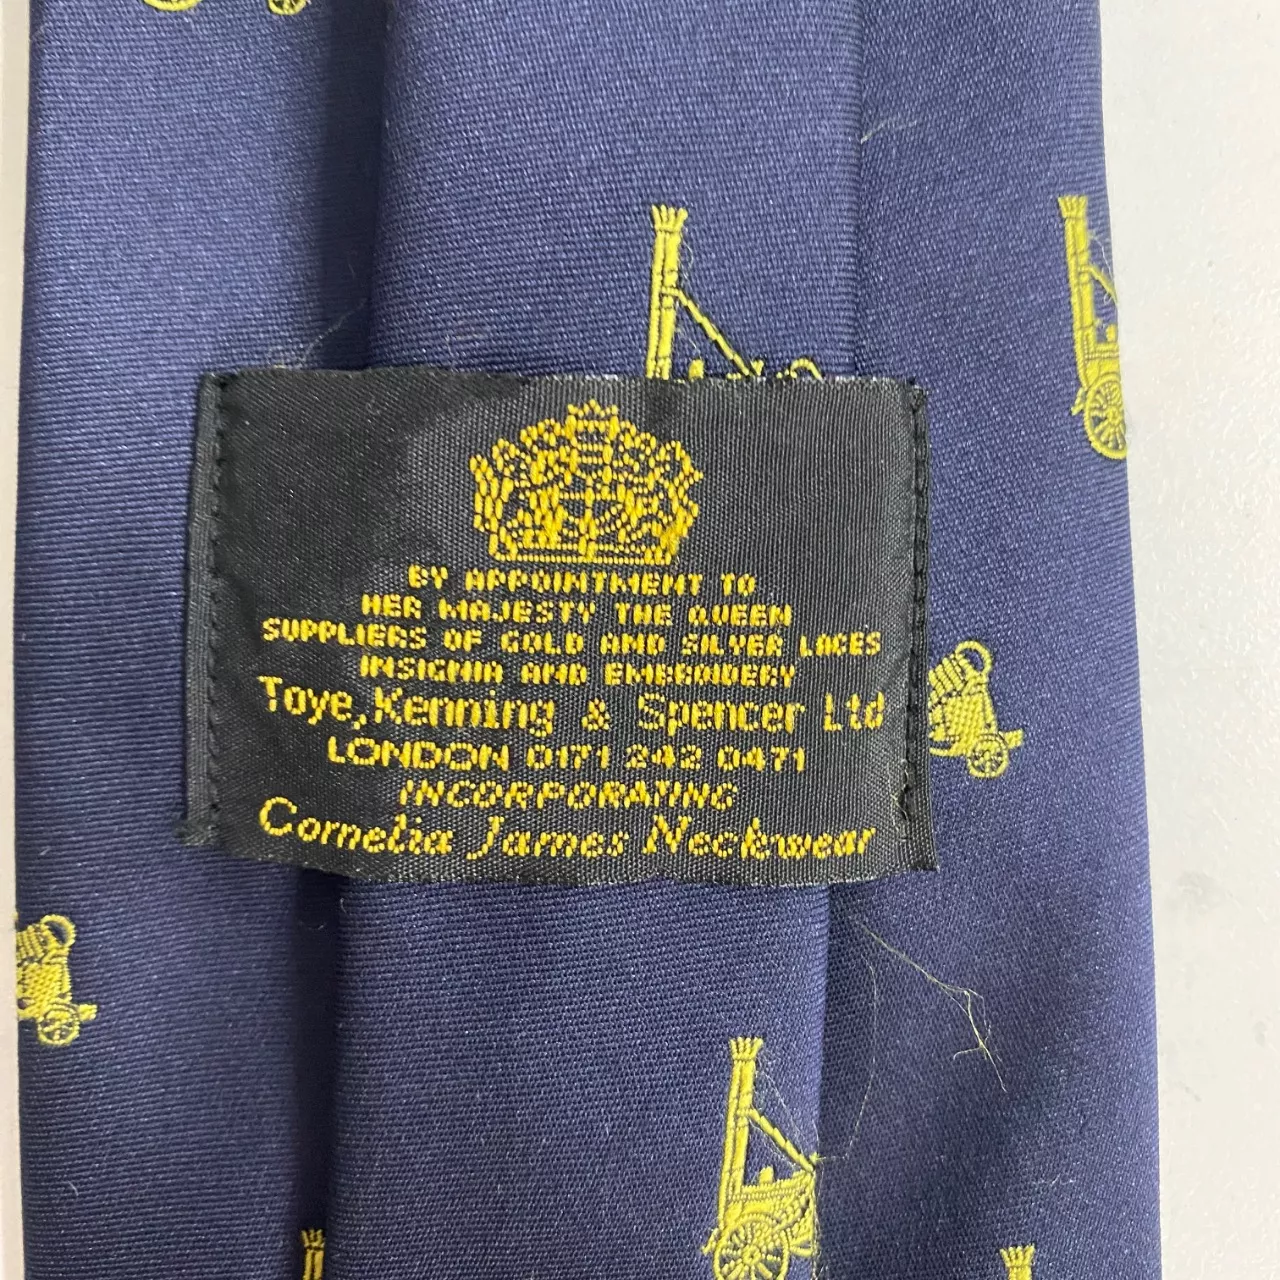 BY APPOINTMENT TO
HER MAJESTY THE QUEEN
SUPPLIERS OF GOLD AND SILVER LACES
INSIGNIA AND EMBROIDERY
Toye, Kenning & Spencer Ltd
LONDON 0171 242 0471
INCORPORATING
Cornelia James Neckwear